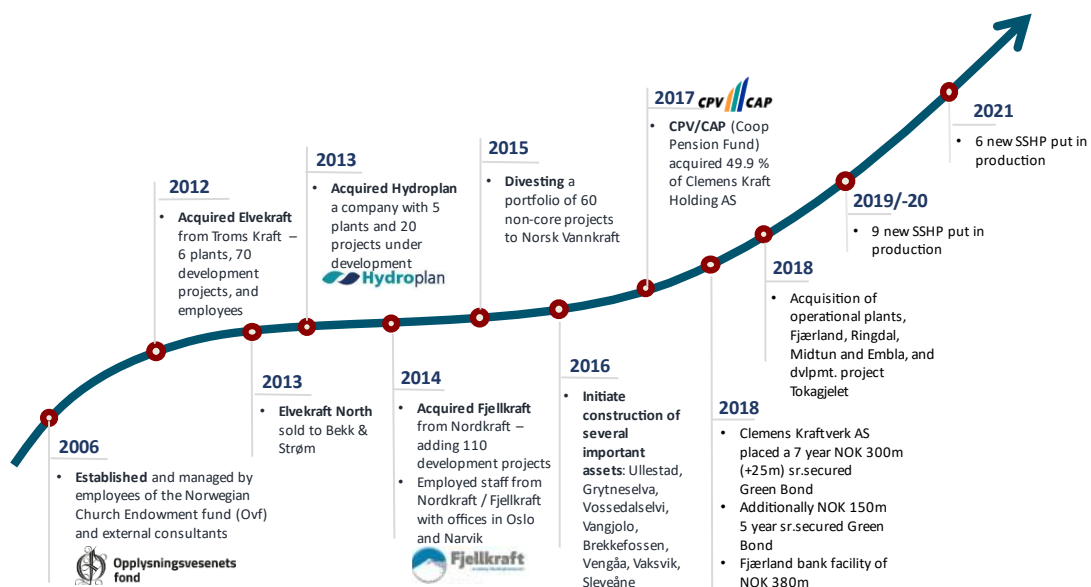 2006
• Established and managed by
employees of the Norwegian
Church Endowment fund (Ovf)
and external consultants
Opplysningsvesenets
fond
2012
• Acquired Elvekraft
from Troms Kraft –
6 plants, 70
development
projects, and
employees
2013
• Elvekraft North
sold to Bekk &
Strøm
2013
• Acquired Hydroplan
a company with 5
plants and 20
projects under
development
Hydroplan
2014
• Acquired Fjellkraft
from Nordkraft –
adding 110
development projects
• Employed staff from
Nordkraft / Fjellkraft
with offices in Oslo
and Narvik
Fjellkraft
2015
• Divesting a
portfolio of 60
non-core projects
to Norsk Vannkraft
2016
• Initiate
construction of
several
important
assets: Ullestad,
Grytneselva,
Vossedalselvi,
Vangjolo,
Brekkefossen,
Vengåa, Vaksvik,
Sleveåne
2017
CPV CAP
• CPV/CAP (Coop
Pension Fund)
acquired 49.9 %
of Clemens Kraft
Holding AS
2018
• Clemens Kraftverk AS
placed a 7 year NOK 300m
(+25m) sr.secured
Green Bond
• Additionally NOK 150m
5 year sr.secured Green
Bond
• Fjærland bank facility of
NOK 380m
2018
• Acquisition of
operational plants,
Fjærland, Ringdal,
Midtun and Embla, and
dvlpmt. project
Tokagjelet
2019/-20
• 9 new SSHP put in
production
2021
• 6 new SSHP put in
production